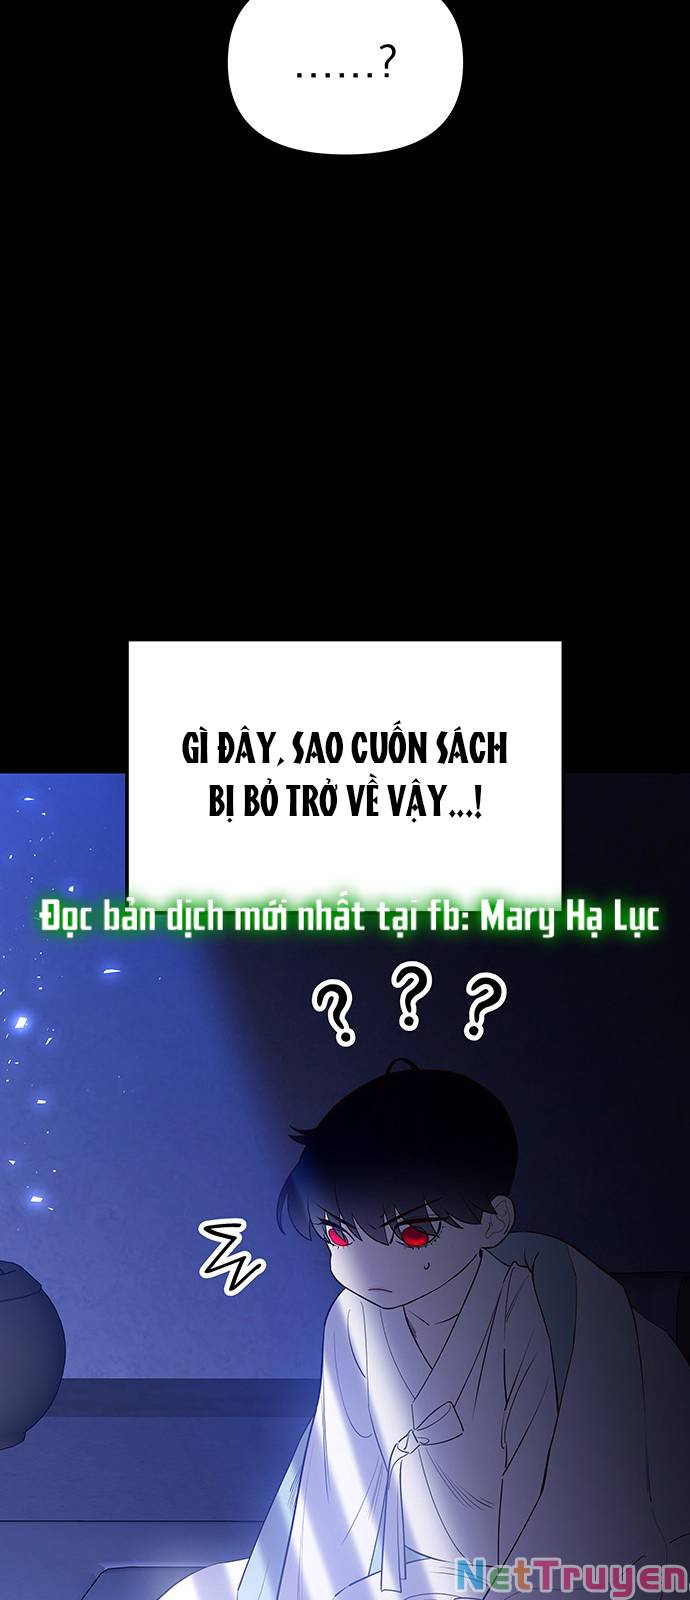 ......?
GÌ ĐÂY, SAO CUỐN SÁCH
BỊ BỎ TRỞ VỀ VẬY...!
Đọc bản dịch mới nhất tại fb: Mary Hạ Lục
? ? ?
NetTruyen